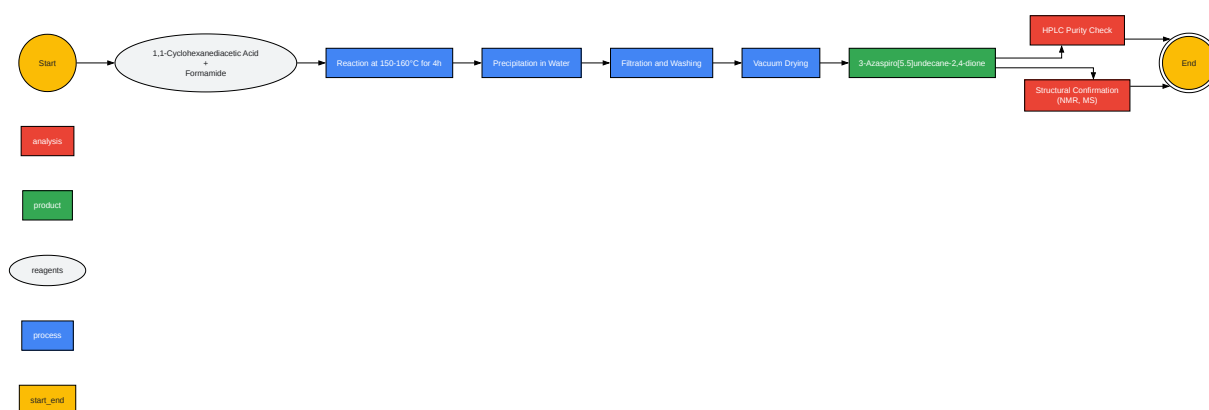 Start
1,1-Cyclohexanediacetic Acid
+
Formamide
Reaction at 150-160°C for 4h
Precipitation in Water
Filtration and Washing
Vacuum Drying
3-Azaspiro[5.5]undecane-2,4-dione
HPLC Purity Check
Structural Confirmation
(NMR, MS)
End
analysis
product
reagents
process
start_end